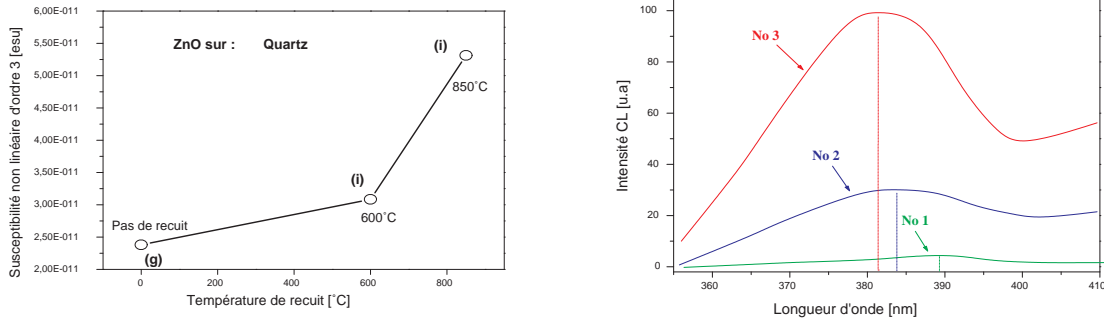 6,00E-011
5,50E-011
5,00E-011
4,50E-011
4,00E-011
3,50E-011
3,00E-011
2,50E-011
2,00E-011
Susceptibilité non linéaire d'ordre 3 [esu]
ZnO sur : Quartz
(i)
850°C
(i)
600°C
Pas de recuit
(g)
0 200 400 600 800
Température de recuit [°C]
100
80
60
40
20
0
Intensité CL [u.a]
No 3
No 2
No 1
360 370 380 390 400 410
Longueur d'onde [nm]